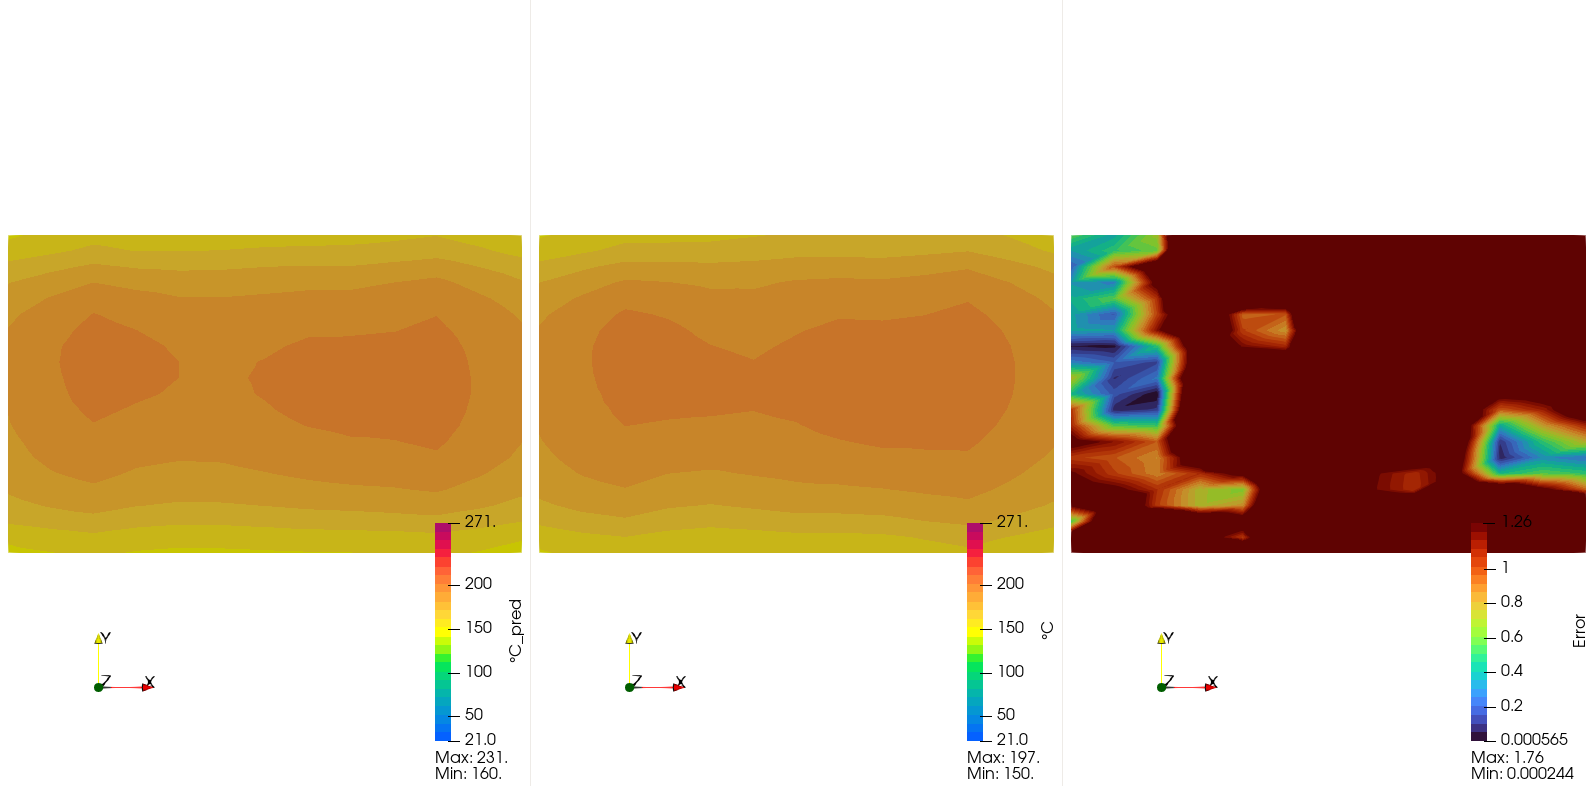 271.
200
150
100
50
21.0
°C_pred
Max: 231.
Min: 160.
Y
Z
X
271.
200
150
100
50
21.0
°C
Max: 197.
Min: 150.
Y
Z
X
1.26
1
0.8
0.6
0.4
0.2
0.000565
Error
Max: 1.76
Min: 0.000244
Y
Z
X